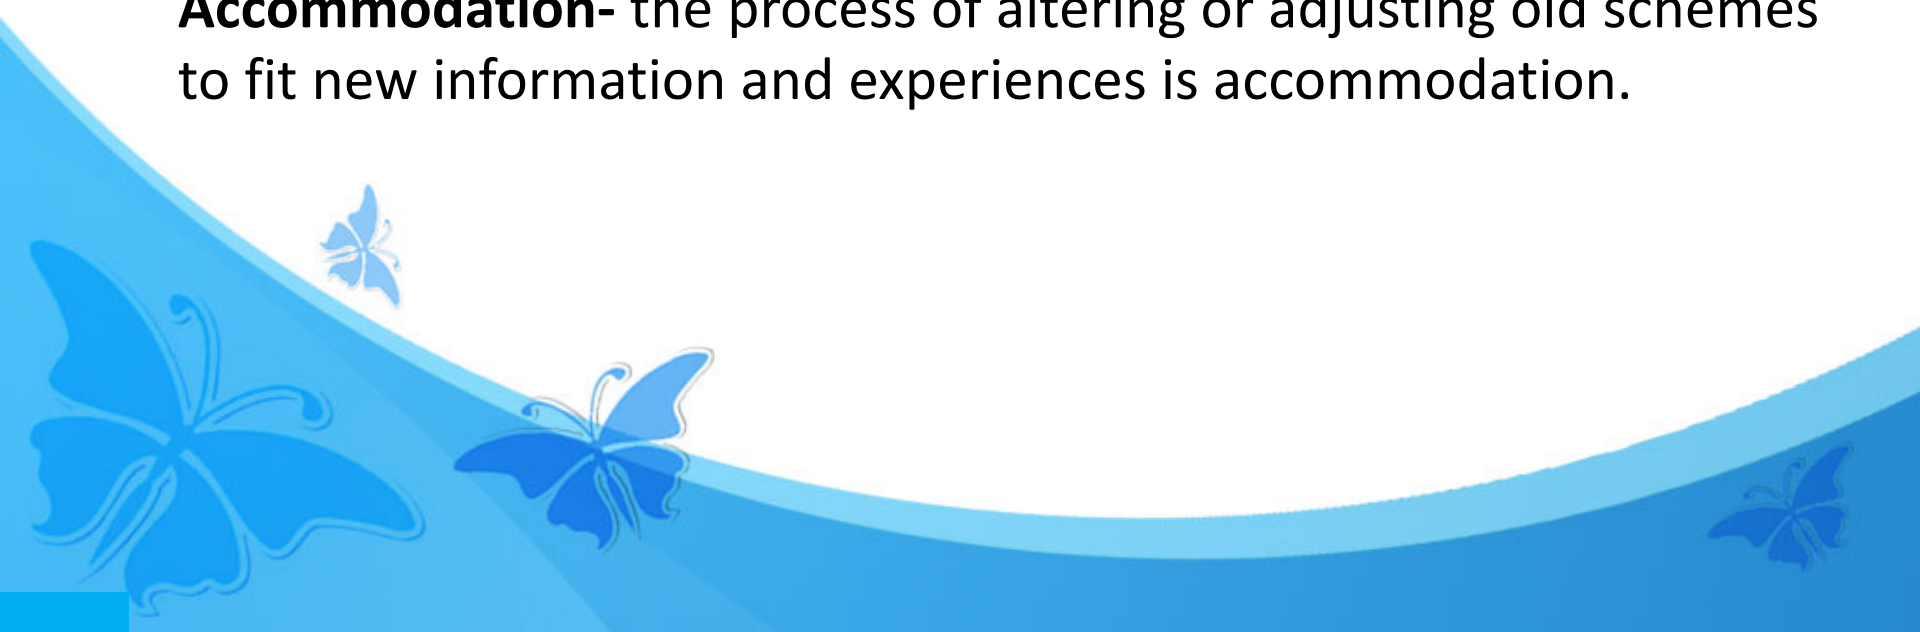 Accommodation- the process of altering or adjusting old schemes
to fit new information and experiences is accommodation.